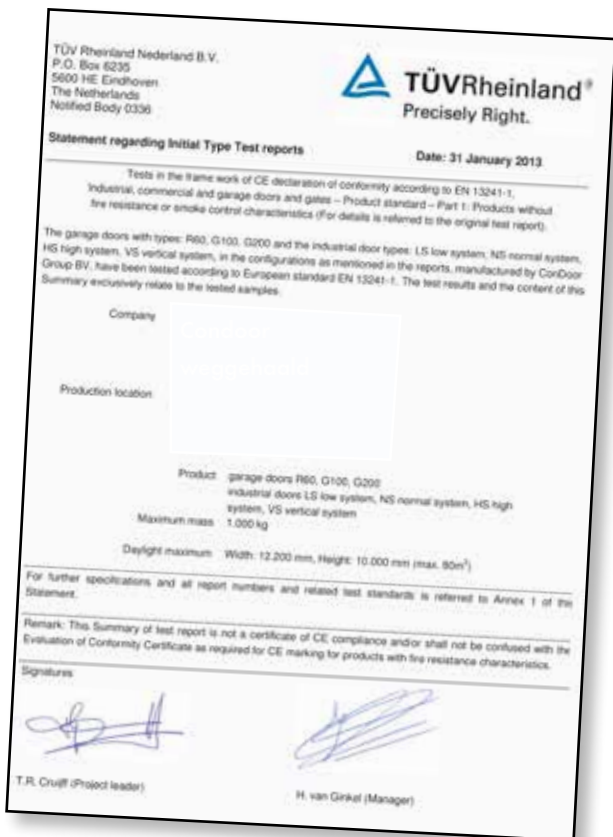 TÜV Rheinland Nederland B.V.
P.O. Box 6235
5600 HE Eindhoven
The Netherlands
Notified Body 0336
TÜVRheinland®
Precisely Right.
Statement regarding Initial Type Test reports
Date: 31 January 2013
Tests in the frame work of CE declaration of conformity according to EN 13241-1,
Industrial, commercial and garage doors and gates – Product standard – Part 1: Products without
fire resistance or smoke control characteristics (For details is referred to the original test report).
The garage doors with types: R60, G100, G200 and the industrial door types: LS low system, NS normal system,
HS high system, VS vertical system, in the configurations as mentioned in the reports, manufactured by ConDoor
Group BV, have been tested according to European standard EN 13241-1. The test results and the content of this
Summary exclusively relate to the tested samples.
Company
Condoor
Production location
Product garage doors R60, G100, G200
industrial doors LS low system, NS normal system, HS high
system, VS vertical system
Maximum mass 1.000 kg
Daylight maximum Width: 12.200 mm, Height: 10.000 mm (max. 80m²)
For further specifications and all report numbers and related test standards is referred to Annex 1 of the
Statement.
Remark: This Summary of test report is not a certificate of CE compliance and/or shall not be confused with the
Evaluation of Conformity Certificate as required for CE marking for products with fire resistance characteristics.
Signatures
T.R. Cruijff (Project leader)
H. van Ginkel (Manager)